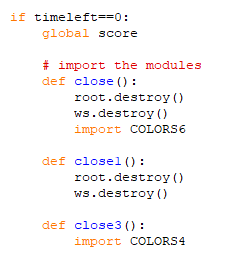 if timeleft==0:
    global score

    # import the modules
    def close():
        root.destroy()
        ws.destroy()
        import COLORS6

    def close1():
        root.destroy()
        ws.destroy()

    def close3():
        import COLORS4